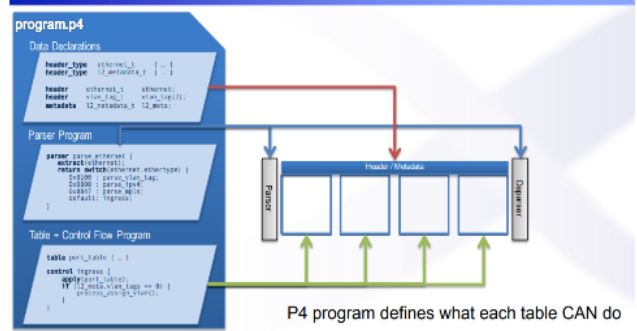 program.p4
Data Declarations
header_type ethernet_t { … }
header_type l2_metadata_t { … }
header ethernet_t ethernet;
header vlan_tag_t vlan_tag[2];
metadata l2_metadata_t l2_meta;
Parser Program
parser parse_ethernet {
extract(ethernet);
return switch(ethernet.ethertype) {
0x8100 : parse_vlan_tag;
0x0800 : parse_ipv4;
0x8847 : parse_mpls;
default: ingress;
}
Table + Control Flow Program
table port_table { … }
control ingress {
apply(port_table);
if (l2_meta.vlan_tags == 0) {
process_assign_vlan();
}
}
Parser
Header / Metadata
Deparser
P4 program defines what each table CAN do